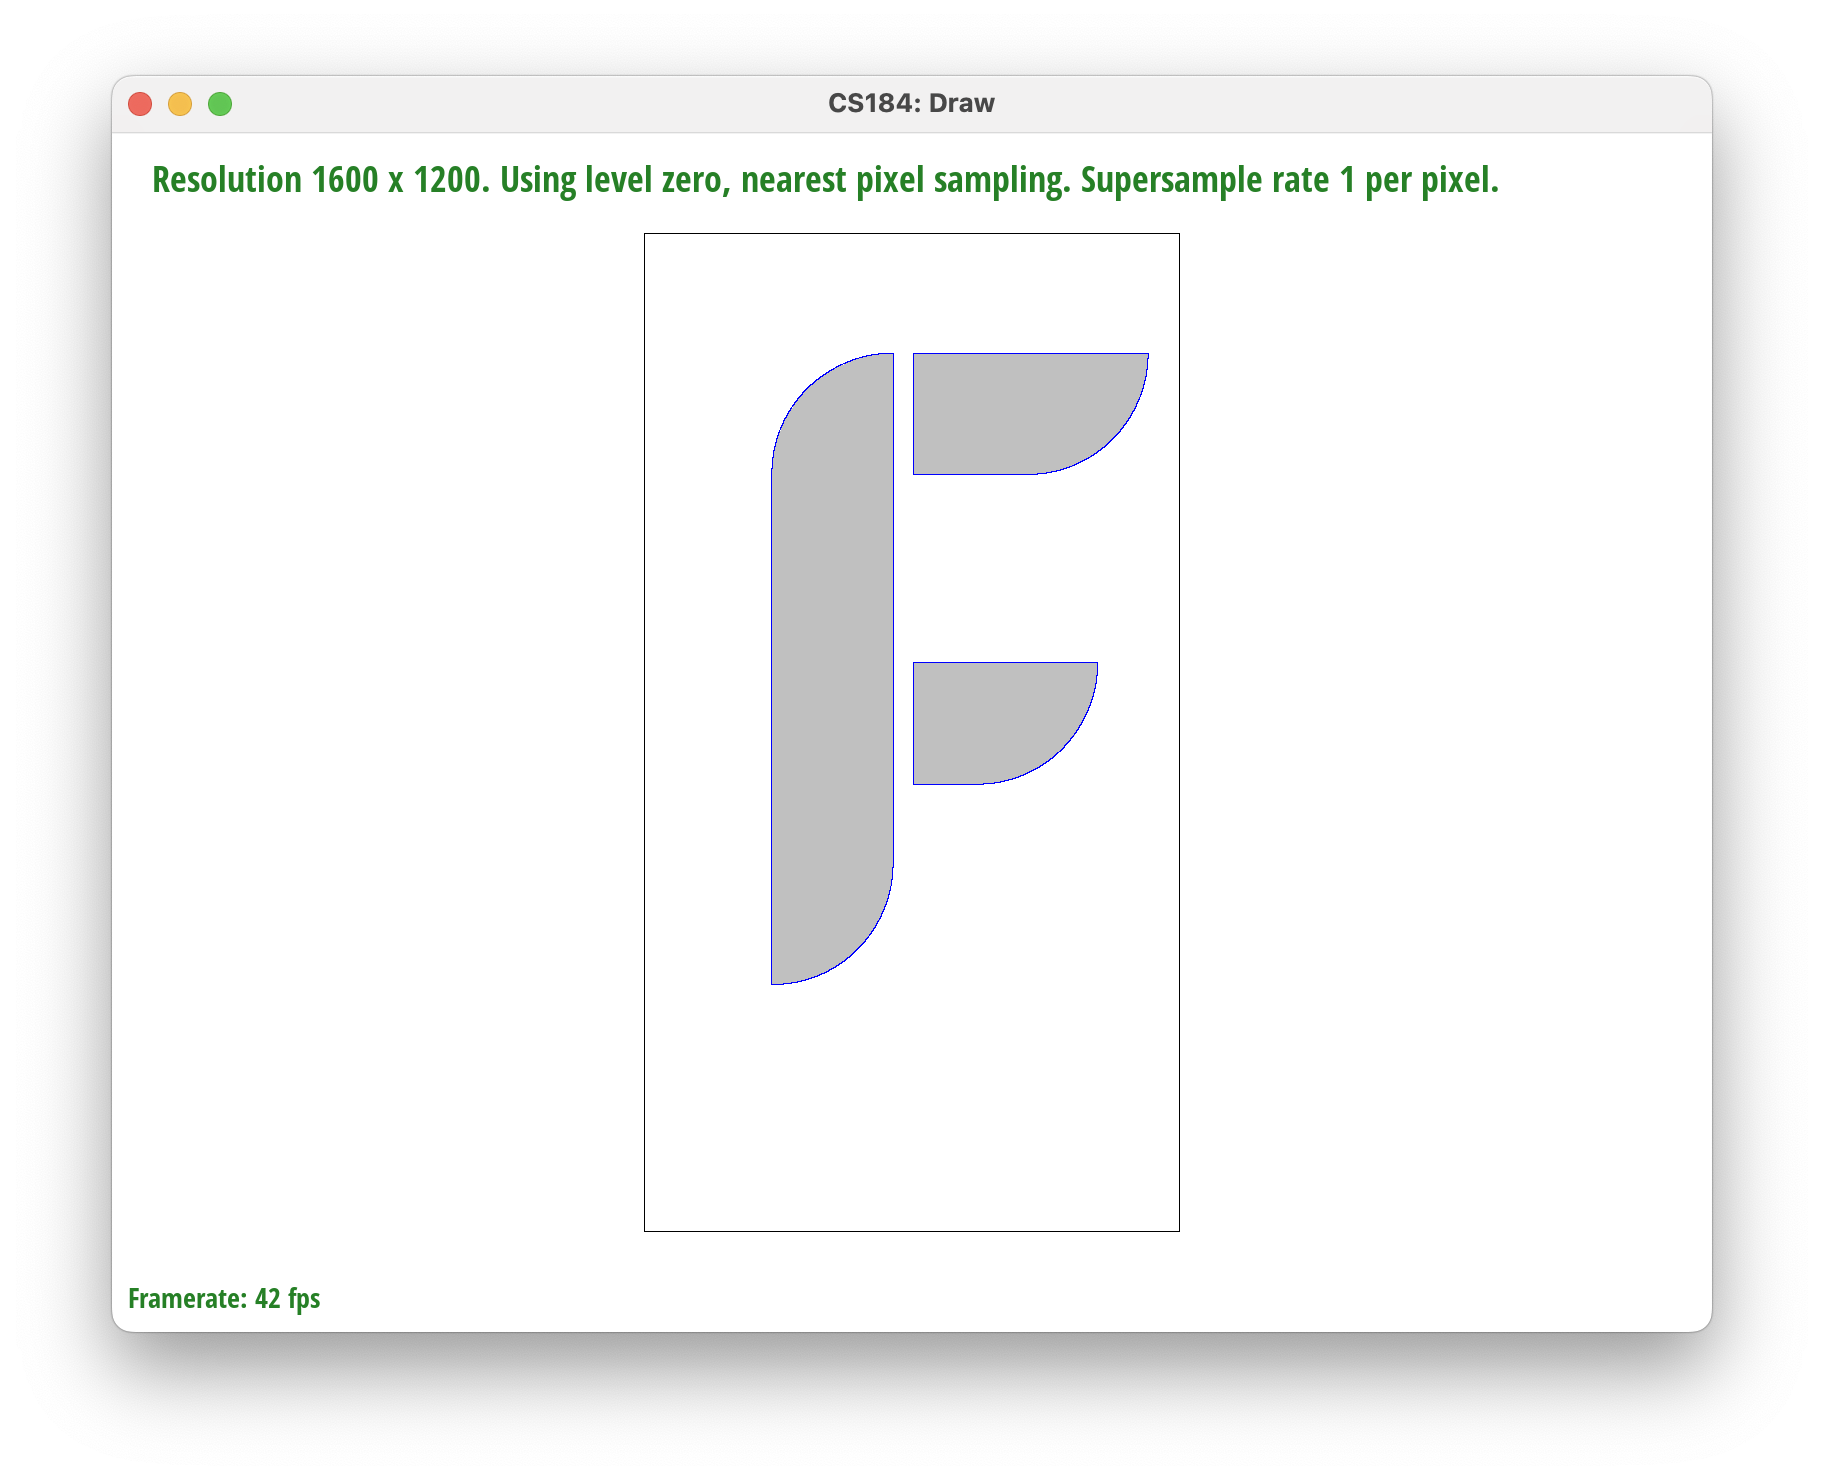 CS184: Draw
Resolution 1600 x 1200. Using level zero, nearest pixel sampling. Supersample rate 1 per pixel.
F
Framerate: 42 fps